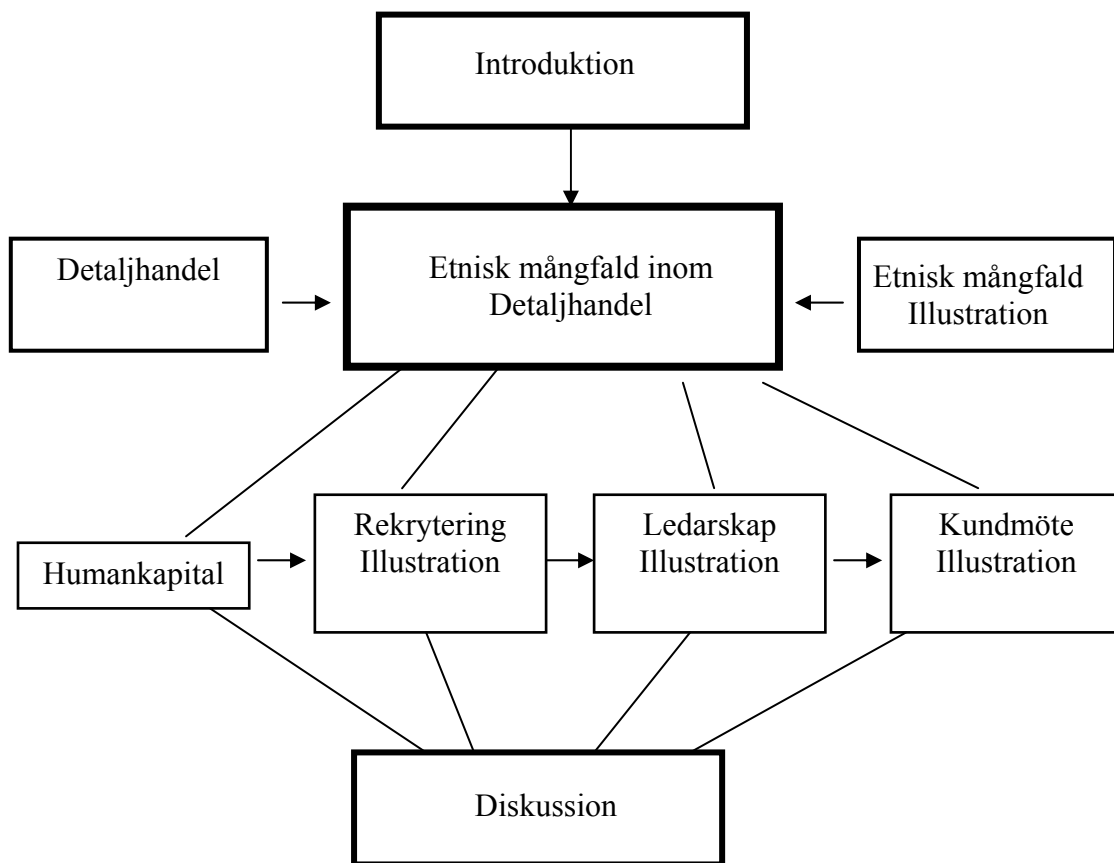 Introduktion
Detaljhandel
Etnisk mångfald inom
Detaljhandel
Etnisk mångfald
Illustration
Humankapital
Rekrytering
Illustration
Ledarskap
Illustration
Kundmöte
Illustration
Diskussion